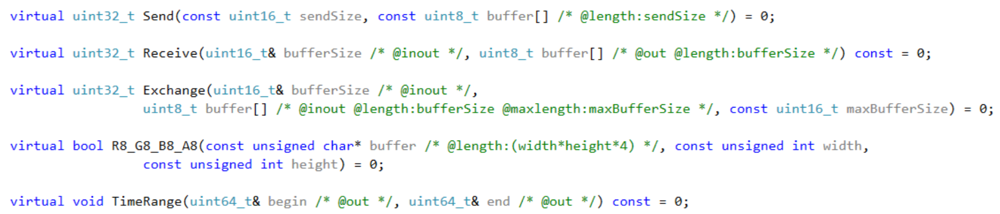 virtual uint32_t Send(const uint16_t sendSize, const uint8_t buffer[] /* @length:sendSize */) = 0;
virtual uint32_t Receive(uint16_t& bufferSize /* @inout */, uint8_t buffer[] /* @out @length:bufferSize */) const = 0;
virtual uint32_t Exchange(uint16_t& bufferSize /* @inout */,
uint8_t buffer[] /* @inout @length:bufferSize @maxlength:maxBufferSize */, const uint16_t maxBufferSize) = 0;
virtual bool R8_G8_B8_A8(const unsigned char* buffer /* @length:(width*height*4) */, const unsigned int width,
const unsigned int height) = 0;
virtual void TimeRange(uint64_t& begin /* @out */, uint64_t& end /* @out */) const = 0;